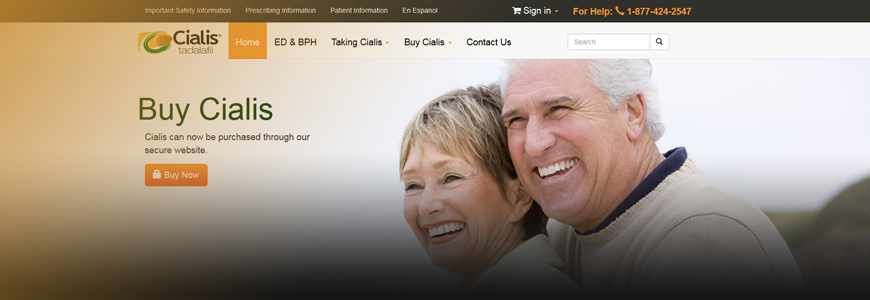 Important Safety Information Prescribing Information Patient Information En Espanol Sign in For Help: 1-877-424-2547
Cialis®
tadalafil
Home ED & BPH Taking Cialis Buy Cialis Contact Us Search
Buy Cialis
Cialis can now be purchased through our
secure website.
Buy Now